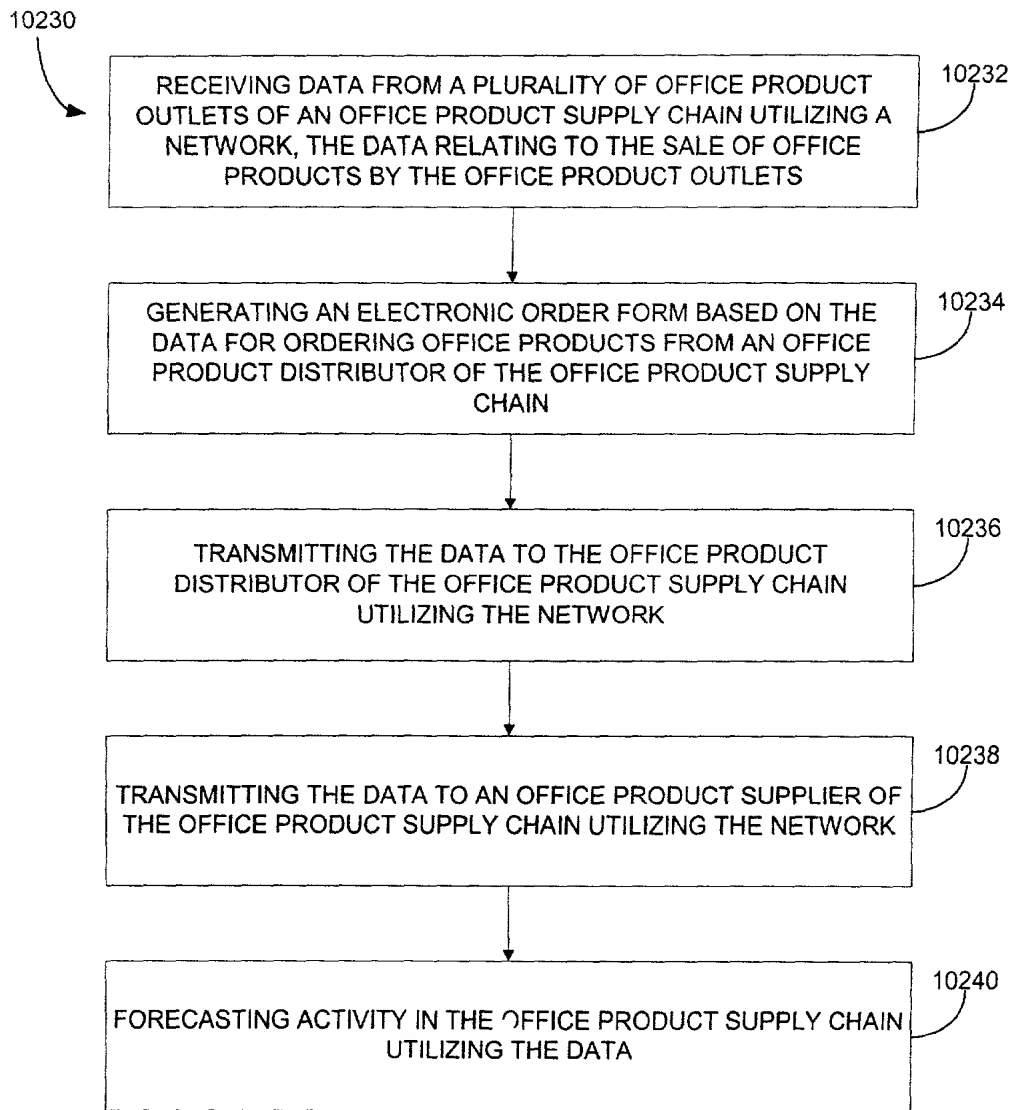 10230
RECEIVING DATA FROM A PLURALITY OF OFFICE PRODUCT
OUTLETS OF AN OFFICE PRODUCT SUPPLY CHAIN UTILIZING A
NETWORK, THE DATA RELATING TO THE SALE OF OFFICE
PRODUCTS BY THE OFFICE PRODUCT OUTLETS
10232
GENERATING AN ELECTRONIC ORDER FORM BASED ON THE
DATA FOR ORDERING OFFICE PRODUCTS FROM AN OFFICE
PRODUCT DISTRIBUTOR OF THE OFFICE PRODUCT SUPPLY
CHAIN
10234
TRANSMITTING THE DATA TO THE OFFICE PRODUCT
DISTRIBUTOR OF THE OFFICE PRODUCT SUPPLY CHAIN
UTILIZING THE NETWORK
10236
TRANSMITTING THE DATA TO AN OFFICE PRODUCT SUPPLIER OF
THE OFFICE PRODUCT SUPPLY CHAIN UTILIZING THE NETWORK
10238
FORECASTING ACTIVITY IN THE OFFICE PRODUCT SUPPLY CHAIN
UTILIZING THE DATA
10240